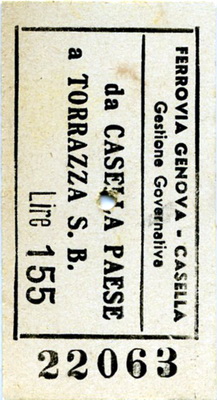 FERROVIA GENOVA - CASELLA
Gestione Governativa
da CASELLA PAESE
a TORRAZZA S. B.
Lire 155
22063